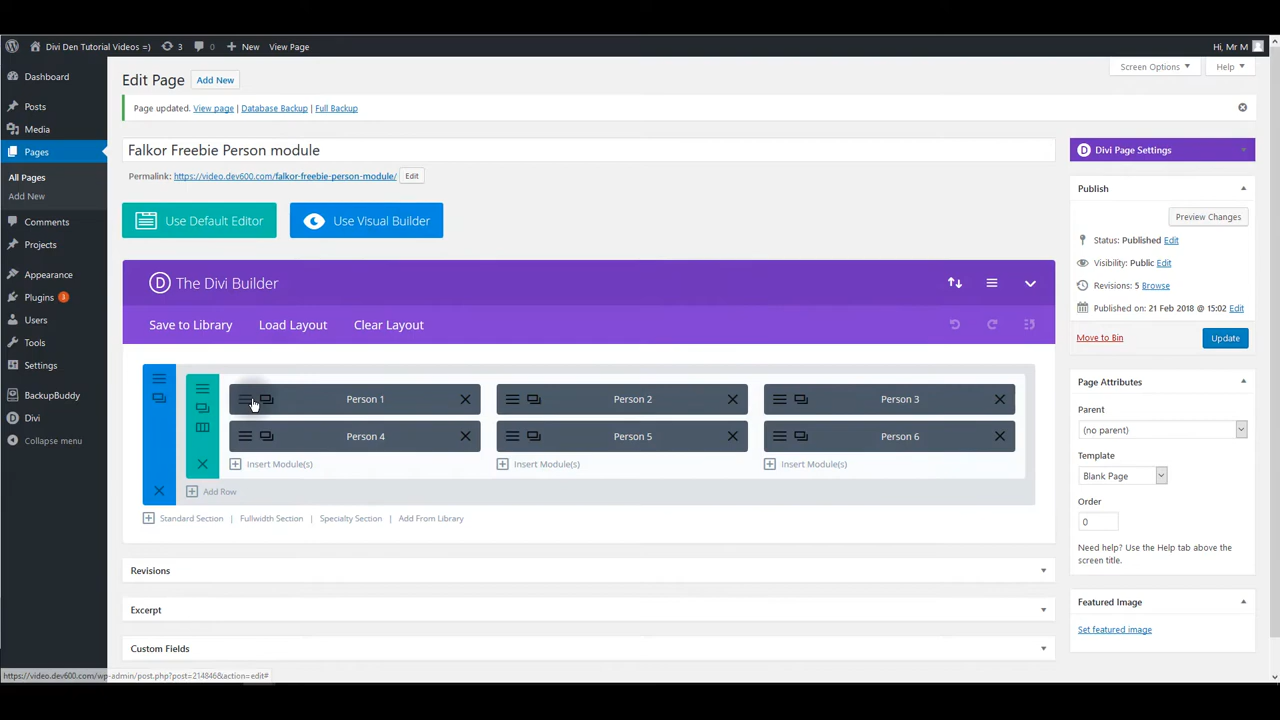 Divi Den Tutorial Videos =) 3 0 New View Page Hi, Mr M
Screen Options Help
Dashboard
Posts
Media
Pages
All Pages
Add New
Comments
Projects
Appearance
Plugins 3
Users
Tools
Settings
BackupBuddy
Divi
Collapse menu
Edit Page Add New
Page updated. View page | Database Backup | Full Backup
Falkor Freebie Person module
Permalink: https://video.dev600.com/falkor-freebie-person-module/ Edit
Use Default Editor Use Visual Builder
D The Divi Builder
Save to Library Load Layout Clear Layout
Person 1 Person 2 Person 3
Person 4 Person 5 Person 6
Insert Module(s) Insert Module(s) Insert Module(s)
Add Row
Standard Section | Fullwidth Section | Specialty Section | Add From Library
Revisions
Excerpt
Custom Fields
D Divi Page Settings
Publish
Preview Changes
Status: Published Edit
Visibility: Public Edit
Revisions: 5 Browse
Published on: 21 Feb 2018 @ 15:02 Edit
Move to Bin Update
Page Attributes
Parent
(no parent)
Template
Blank Page
Order
0
Need help? Use the Help tab above the
screen title.
Featured Image
Set featured image
https://video.dev600.com/wp-admin/post.php?post=214846&action=edit#